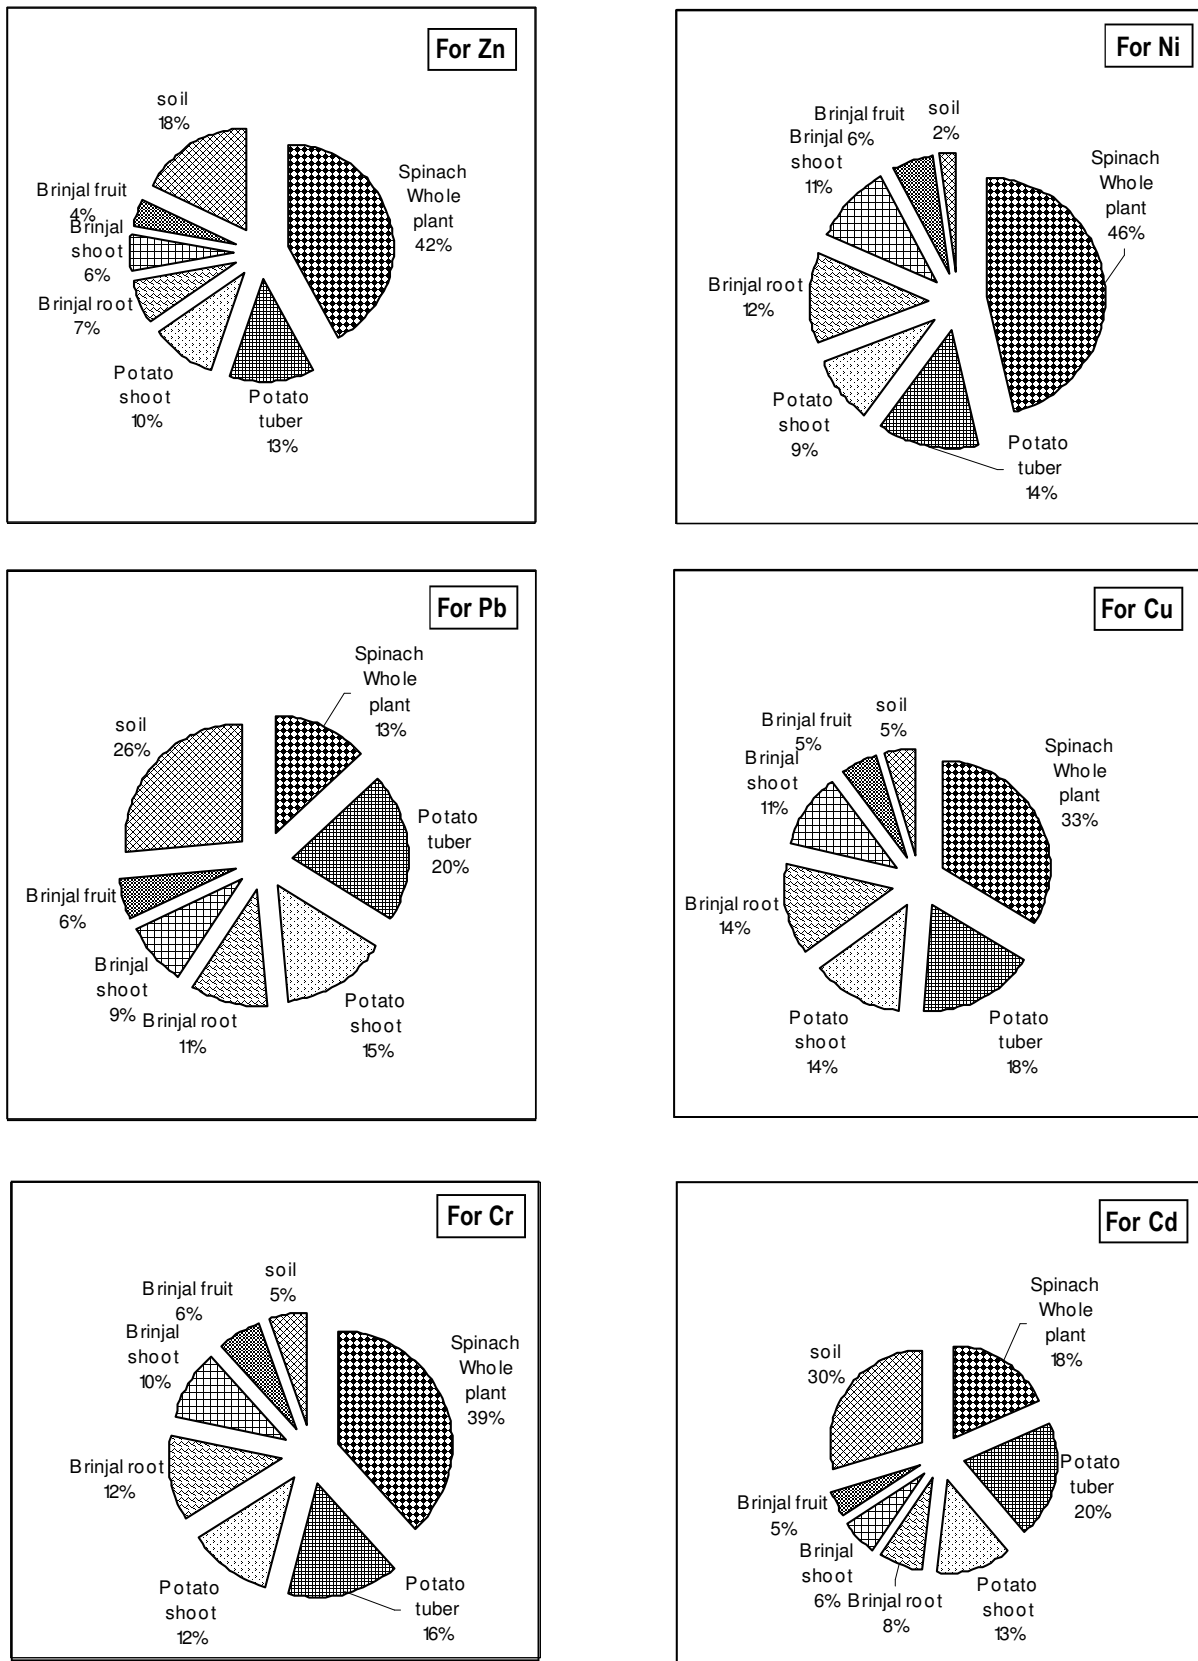 For Zn
soil
18%
Brinjal fruit
4%
Brinjal
shoot
6%
Brinjal root
7%
Potato
shoot
10%
Potato
tuber
13%
Spinach
Whole
plant
42%
For Ni
Brinjal fruit
6%
soil
2%
Brinjal
shoot
11%
Brinjal root
12%
Potato
shoot
9%
Potato
tuber
14%
Spinach
Whole
plant
46%
For Pb
Spinach
Whole
plant
13%
soil
26%
Potato
tuber
20%
Brinjal fruit
6%
Brinjal
shoot
9%
Brinjal root
11%
Potato
shoot
15%
For Cu
Brinjal fruit
5%
soil
5%
Brinjal
shoot
11%
Spinach
Whole
plant
33%
Brinjal root
14%
Potato
shoot
14%
Potato
tuber
18%
For Cr
Brinjal fruit
6%
soil
5%
Brinjal
shoot
10%
Spinach
Whole
plant
39%
Brinjal root
12%
Potato
shoot
12%
Potato
tuber
16%
For Cd
Spinach
Whole
plant
18%
soil
30%
Potato
tuber
20%
Brinjal fruit
5%
Brinjal
shoot
6%
Brinjal root
8%
Potato
shoot
13%